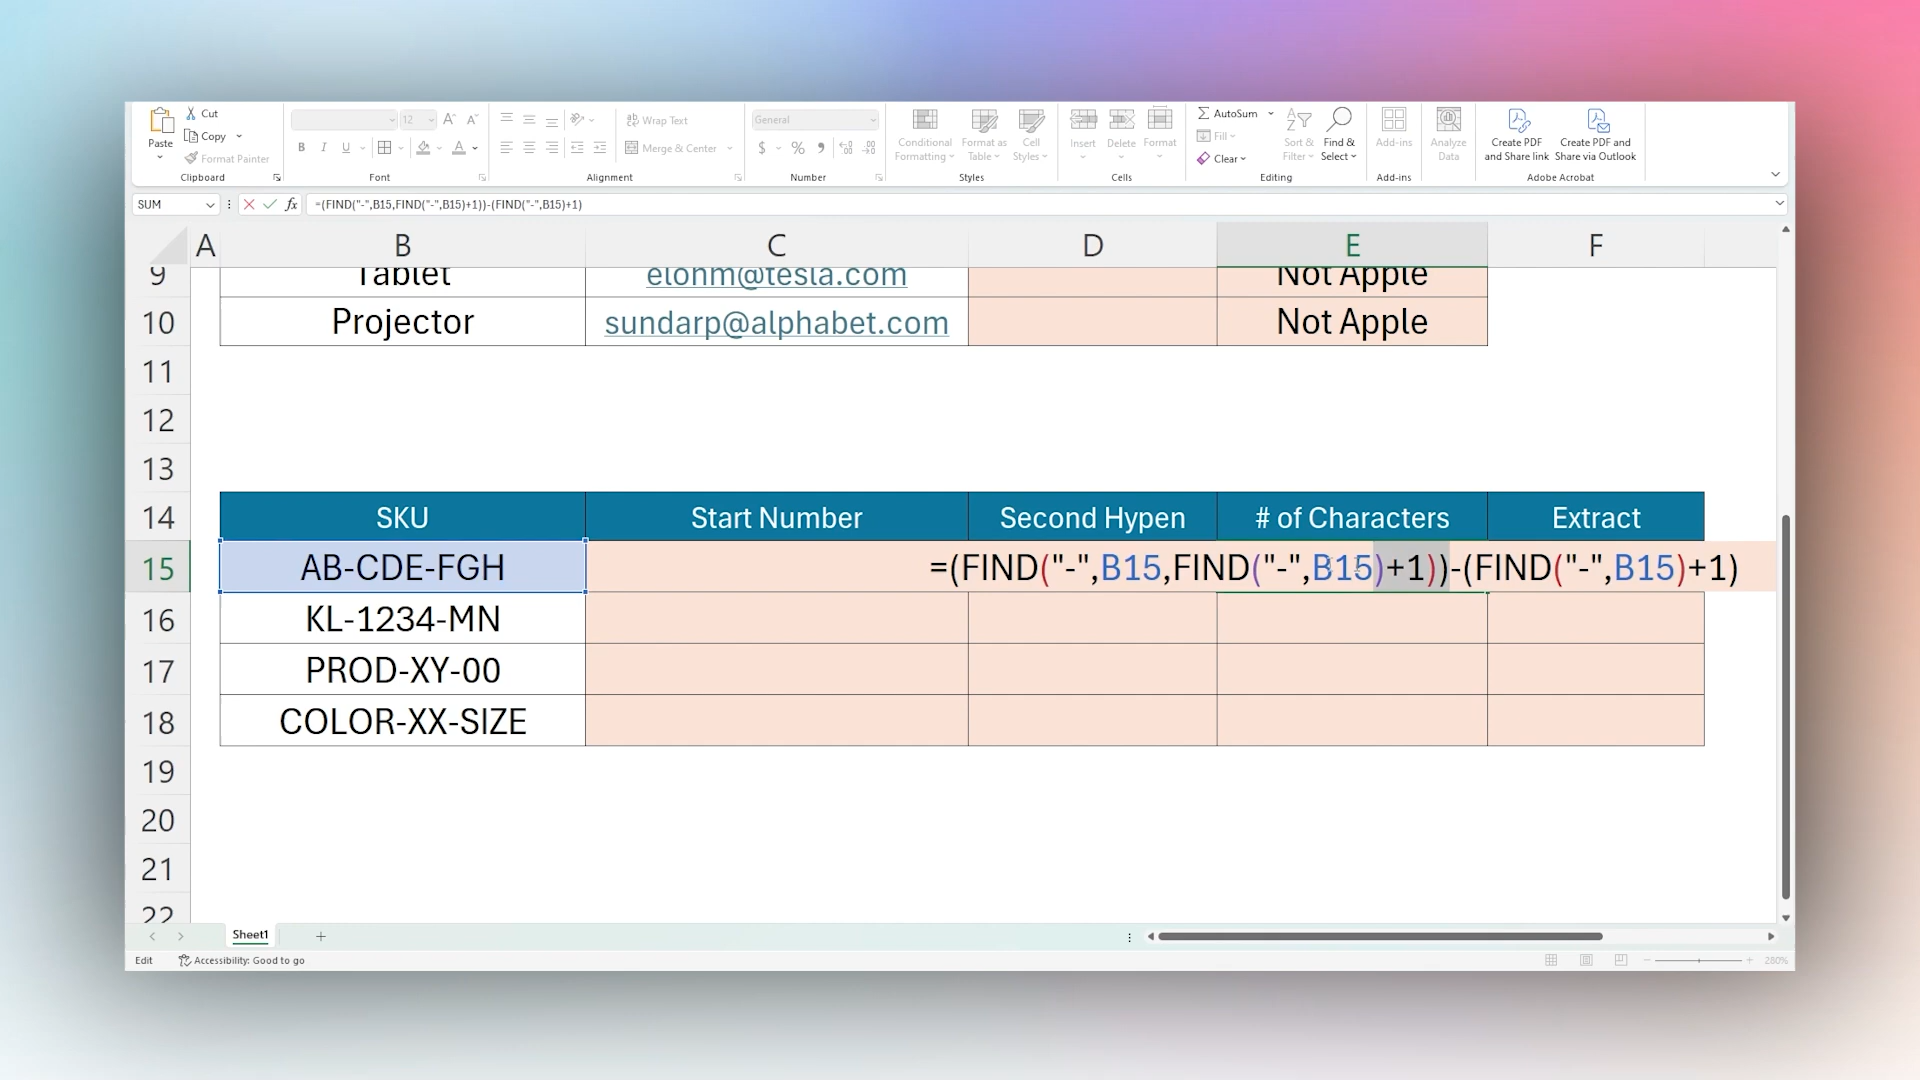 Paste
Cut
Copy
Format Painter
Clipboard
12
A A
B I U
A
Font
Wrap Text
Merge & Center
Alignment
General
$ % 9
Number
Conditional Formatting
Format as Table
Cell Styles
Styles
Insert
Delete
Format
Cells
AutoSum
Fill
Clear
Sort & Filter
Find & Select
Editing
Add-ins
Add-ins
Analyze Data
Create PDF and Share link
Create PDF and Share via Outlook
Adobe Acrobat
SUM
fx
=(FIND("-",B15,FIND("-",B15)+1))-(FIND("-",B15)+1)
A B C D E F
9 Tablet elonm@tesla.com Not Apple
10 Projector sundarp@alphabet.com Not Apple
11
12
13
14 SKU Start Number Second Hypen # of Characters Extract
15 AB-CDE-FGH =(FIND("-",B15,FIND("-",B15)+1))-(FIND("-",B15)+1)
16 KL-1234-MN
17 PROD-XY-00
18 COLOR-XX-SIZE
19
20
21
22
Sheet1
Edit
Accessibility: Good to go
280%